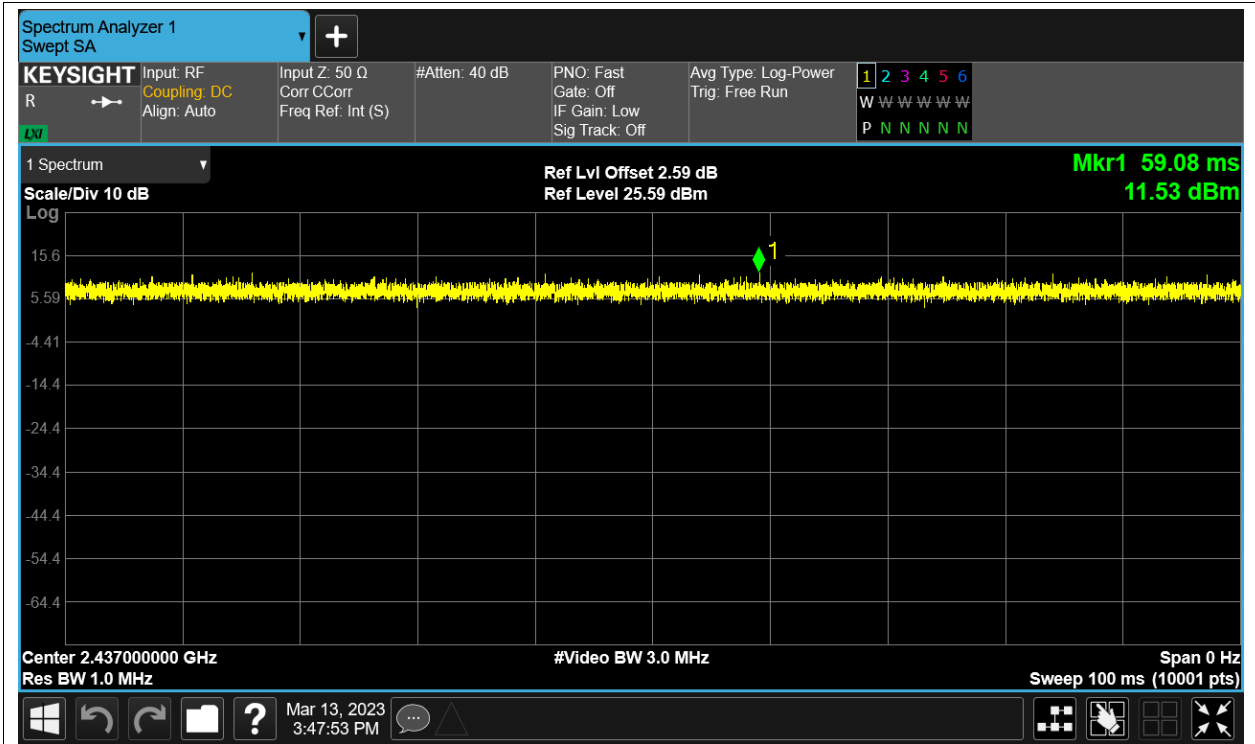 Spectrum Analyzer 1
Swept SA
KEYSIGHT
R
LXI
Input: RF
Coupling: DC
Align: Auto
Input Z: 50 Ω
Corr CCorr
Freq Ref: Int (S)
#Atten: 40 dB
PNO: Fast
Gate: Off
IF Gain: Low
Sig Track: Off
Avg Type: Log-Power
Trig: Free Run
1 2 3 4 5 6
W W W W W W
P N N N N N
1 Spectrum
Scale/Div 10 dB
Log
Ref Lvl Offset 2.59 dB
Ref Level 25.59 dBm
Mkr1 59.08 ms
11.53 dBm
1
15.6
5.59
-4.41
-14.4
-24.4
-34.4
-44.4
-54.4
-64.4
Center 2.437000000 GHz
Res BW 1.0 MHz
#Video BW 3.0 MHz
Span 0 Hz
Sweep 100 ms (10001 pts)
?
Mar 13, 2023
3:47:53 PM